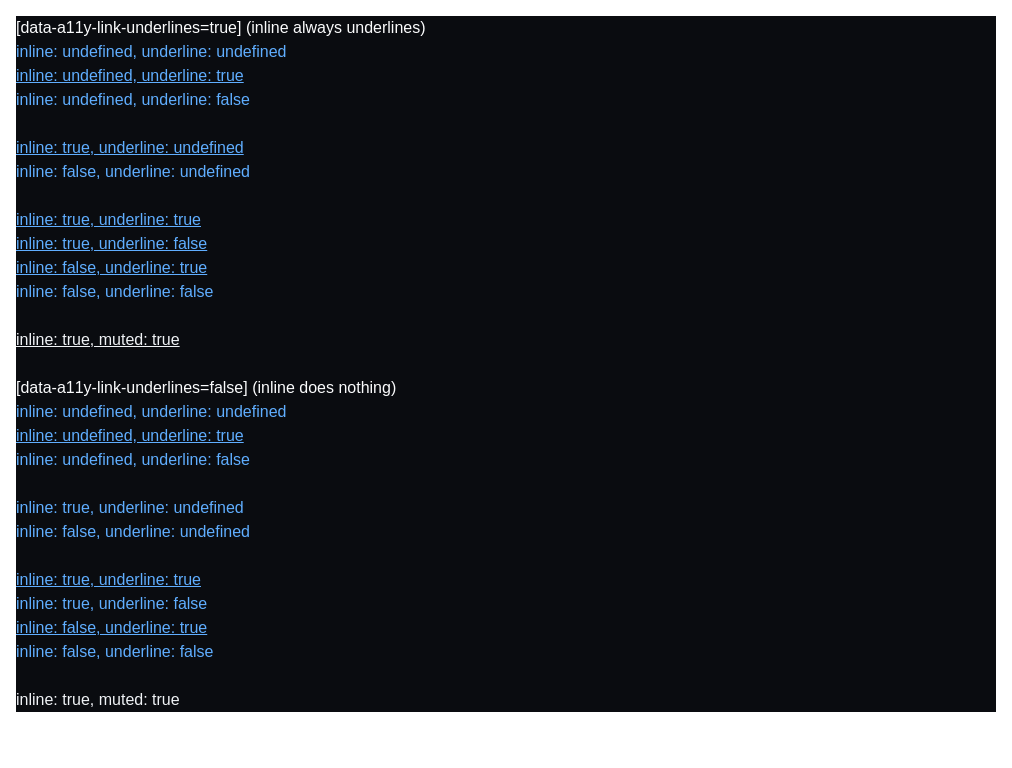 [data-a11y-link-underlines=true] (inline always underlines)
inline: undefined, underline: undefined
inline: undefined, underline: true
inline: undefined, underline: false
inline: true, underline: undefined
inline: false, underline: undefined
inline: true, underline: true
inline: true, underline: false
inline: false, underline: true
inline: false, underline: false
inline: true, muted: true
[data-a11y-link-underlines=false] (inline does nothing)
inline: undefined, underline: undefined
inline: undefined, underline: true
inline: undefined, underline: false
inline: true, underline: undefined
inline: false, underline: undefined
inline: true, underline: true
inline: true, underline: false
inline: false, underline: true
inline: false, underline: false
inline: true, muted: true